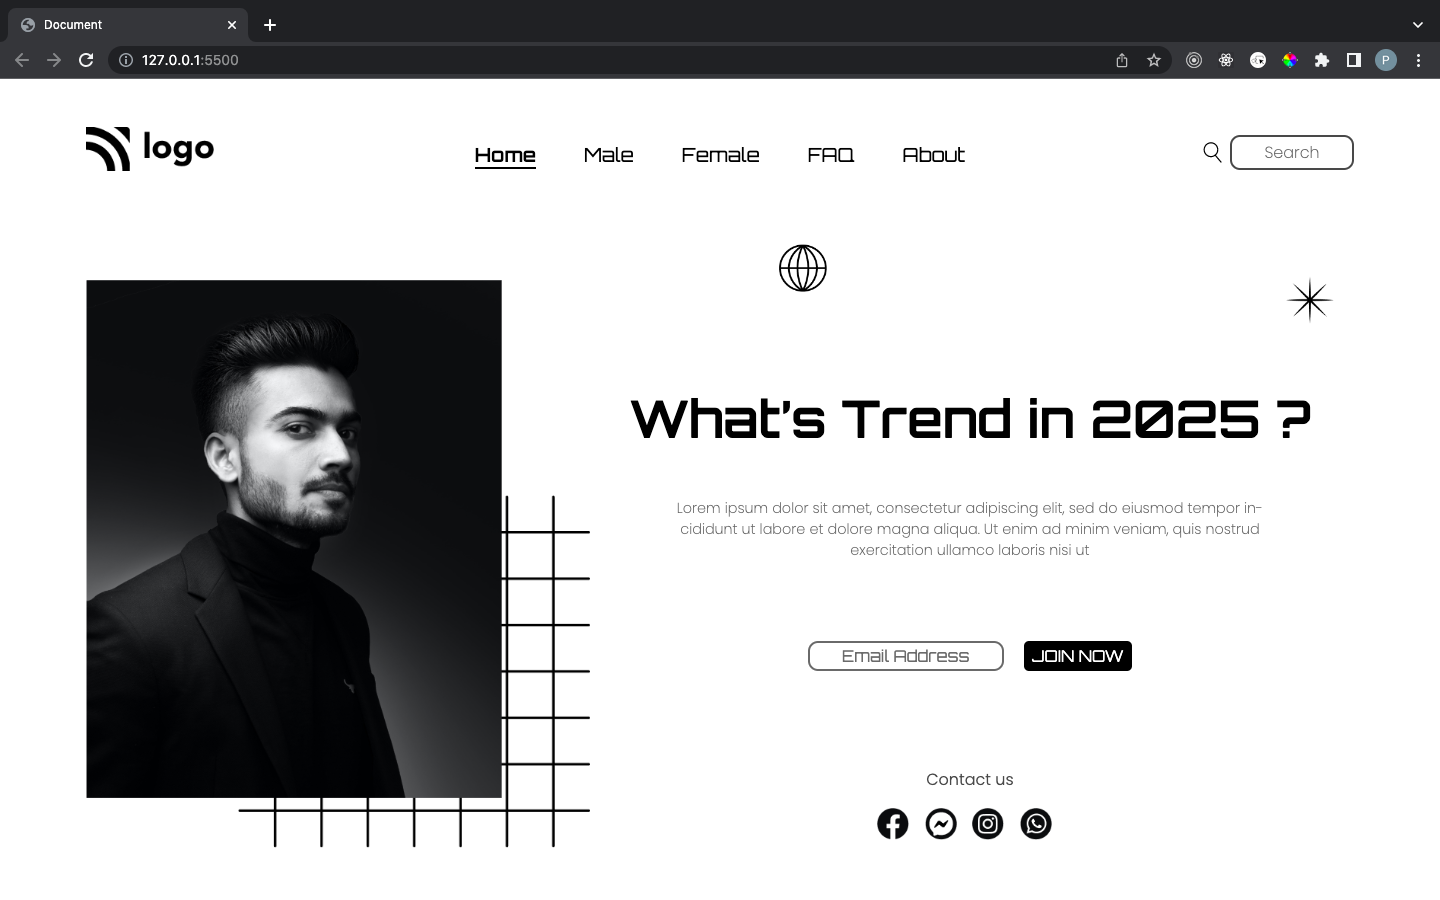 Document
127.0.0.1:5500
P
logo
Home Male Female FAQ About
Search
What's Trend in 2025 ?
Lorem ipsum dolor sit amet, consectetur adipiscing elit, sed do eiusmod tempor in-
cididunt ut labore et dolore magna aliqua. Ut enim ad minim veniam, quis nostrud
exercitation ullamco laboris nisi ut
Email Address JOIN NOW
Contact us